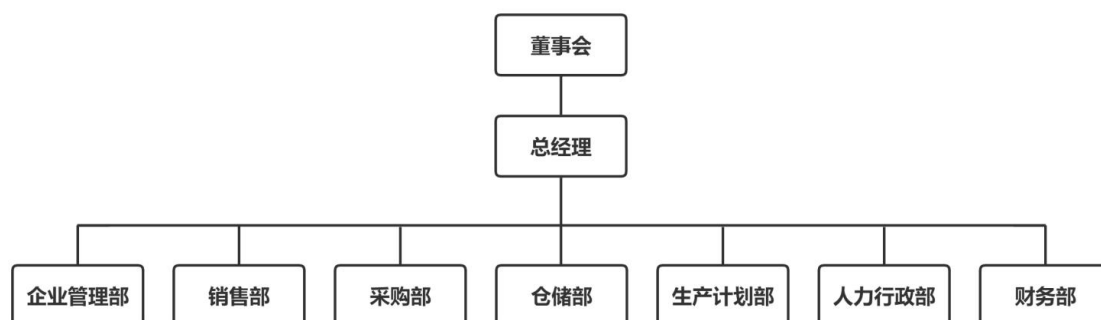 董事会
总经理
企业管理部
销售部
采购部
仓储部
生产计划部
人力行政部
财务部